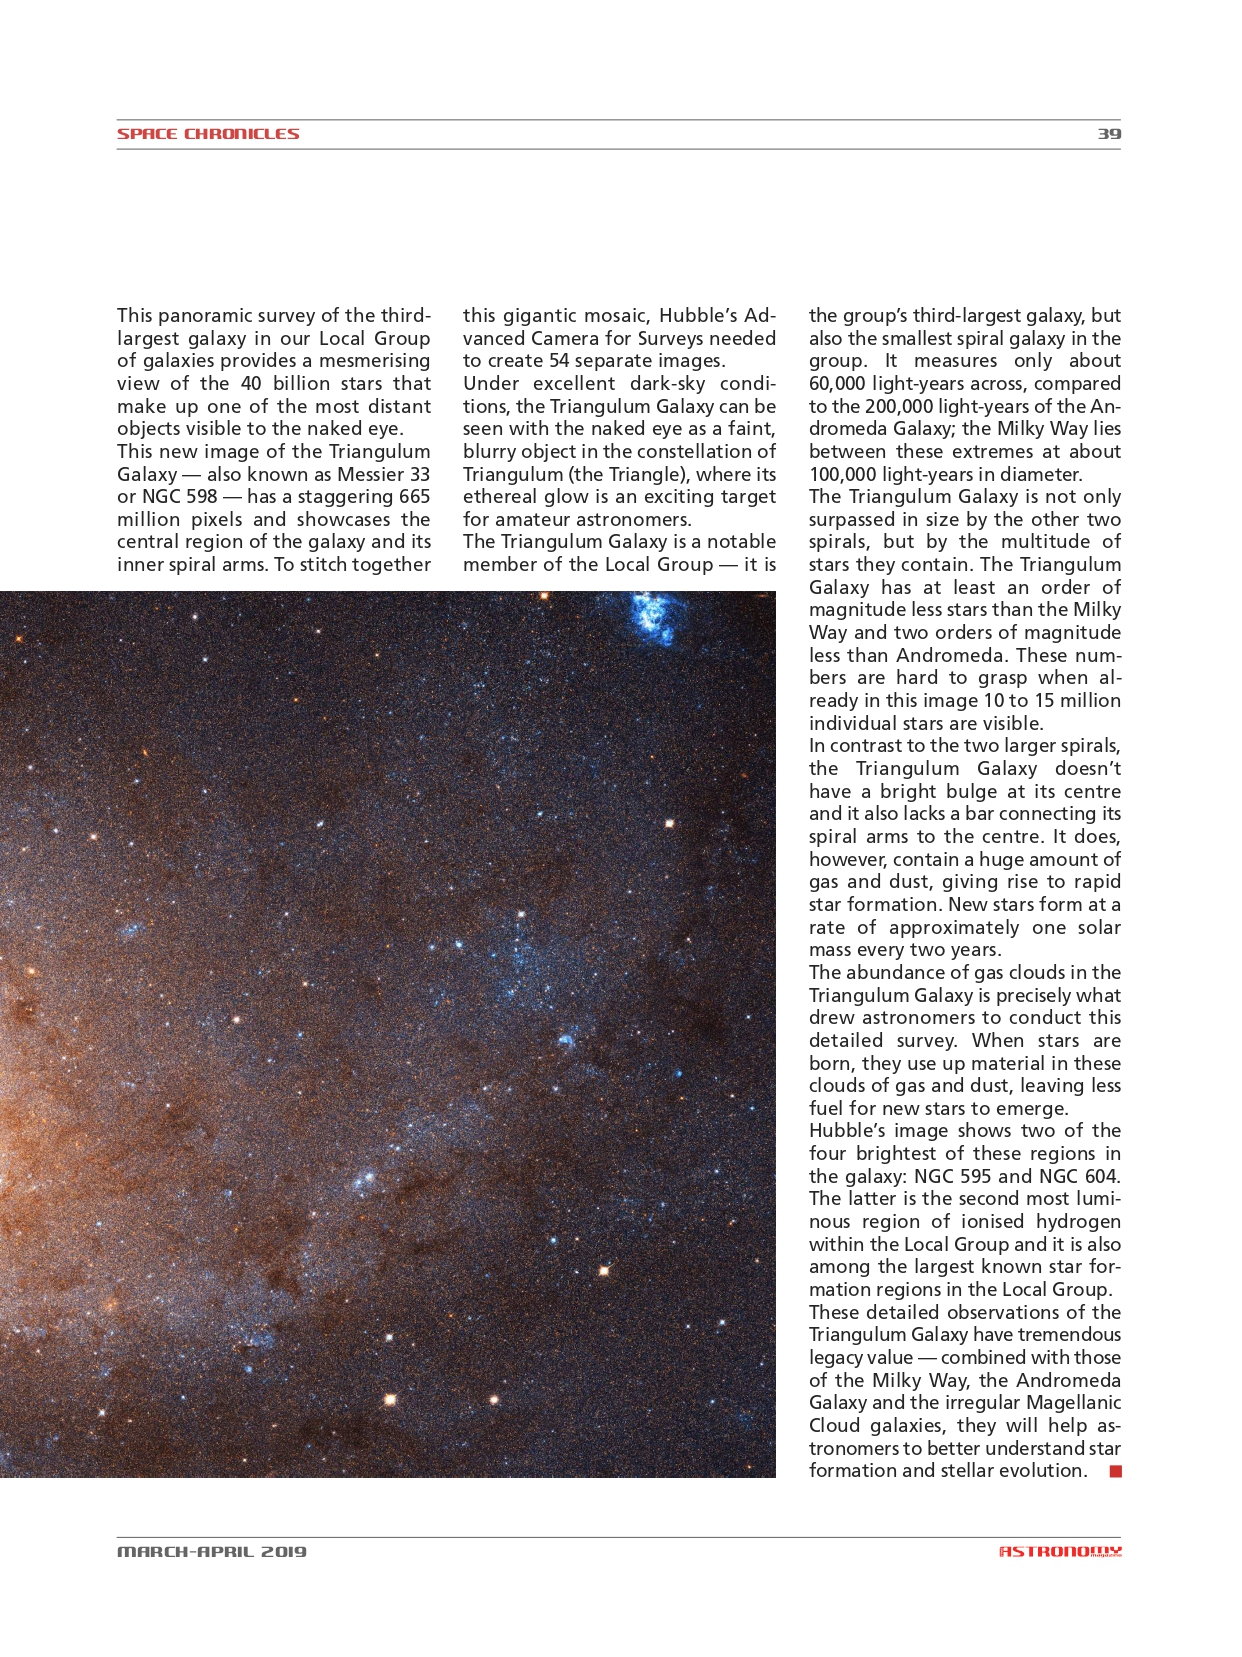 SPACE CHRONICLES
39
This panoramic survey of the third-
largest galaxy in our Local Group
of galaxies provides a mesmerising
view of the 40 billion stars that
make up one of the most distant
objects visible to the naked eye.
This new image of the Triangulum
Galaxy — also known as Messier 33
or NGC 598 — has a staggering 665
million pixels and showcases the
central region of the galaxy and its
inner spiral arms. To stitch together
this gigantic mosaic, Hubble's Ad-
vanced Camera for Surveys needed
to create 54 separate images.
Under excellent dark-sky condi-
tions, the Triangulum Galaxy can be
seen with the naked eye as a faint,
blurry object in the constellation of
Triangulum (the Triangle), where its
ethereal glow is an exciting target
for amateur astronomers.
The Triangulum Galaxy is a notable
member of the Local Group — it is
the group's third-largest galaxy, but
also the smallest spiral galaxy in the
group. It measures only about
60,000 light-years across, compared
to the 200,000 light-years of the An-
dromeda Galaxy; the Milky Way lies
between these extremes at about
100,000 light-years in diameter.
The Triangulum Galaxy is not only
surpassed in size by the other two
spirals, but by the multitude of
stars they contain. The Triangulum
Galaxy has at least an order of
magnitude less stars than the Milky
Way and two orders of magnitude
less than Andromeda. These num-
bers are hard to grasp when al-
ready in this image 10 to 15 million
individual stars are visible.
In contrast to the two larger spirals,
the Triangulum Galaxy doesn't
have a bright bulge at its centre
and it also lacks a bar connecting its
spiral arms to the centre. It does,
however, contain a huge amount of
gas and dust, giving rise to rapid
star formation. New stars form at a
rate of approximately one solar
mass every two years.
The abundance of gas clouds in the
Triangulum Galaxy is precisely what
drew astronomers to conduct this
detailed survey. When stars are
born, they use up material in these
clouds of gas and dust, leaving less
fuel for new stars to emerge.
Hubble's image shows two of the
four brightest of these regions in
the galaxy: NGC 595 and NGC 604.
The latter is the second most lumi-
nous region of ionised hydrogen
within the Local Group and it is also
among the largest known star for-
mation regions in the Local Group.
These detailed observations of the
Triangulum Galaxy have tremendous
legacy value — combined with those
of the Milky Way, the Andromeda
Galaxy and the irregular Magellanic
Cloud galaxies, they will help as-
tronomers to better understand star
formation and stellar evolution.
MARCH-APRIL 2019
ASTRONOMY
magazine